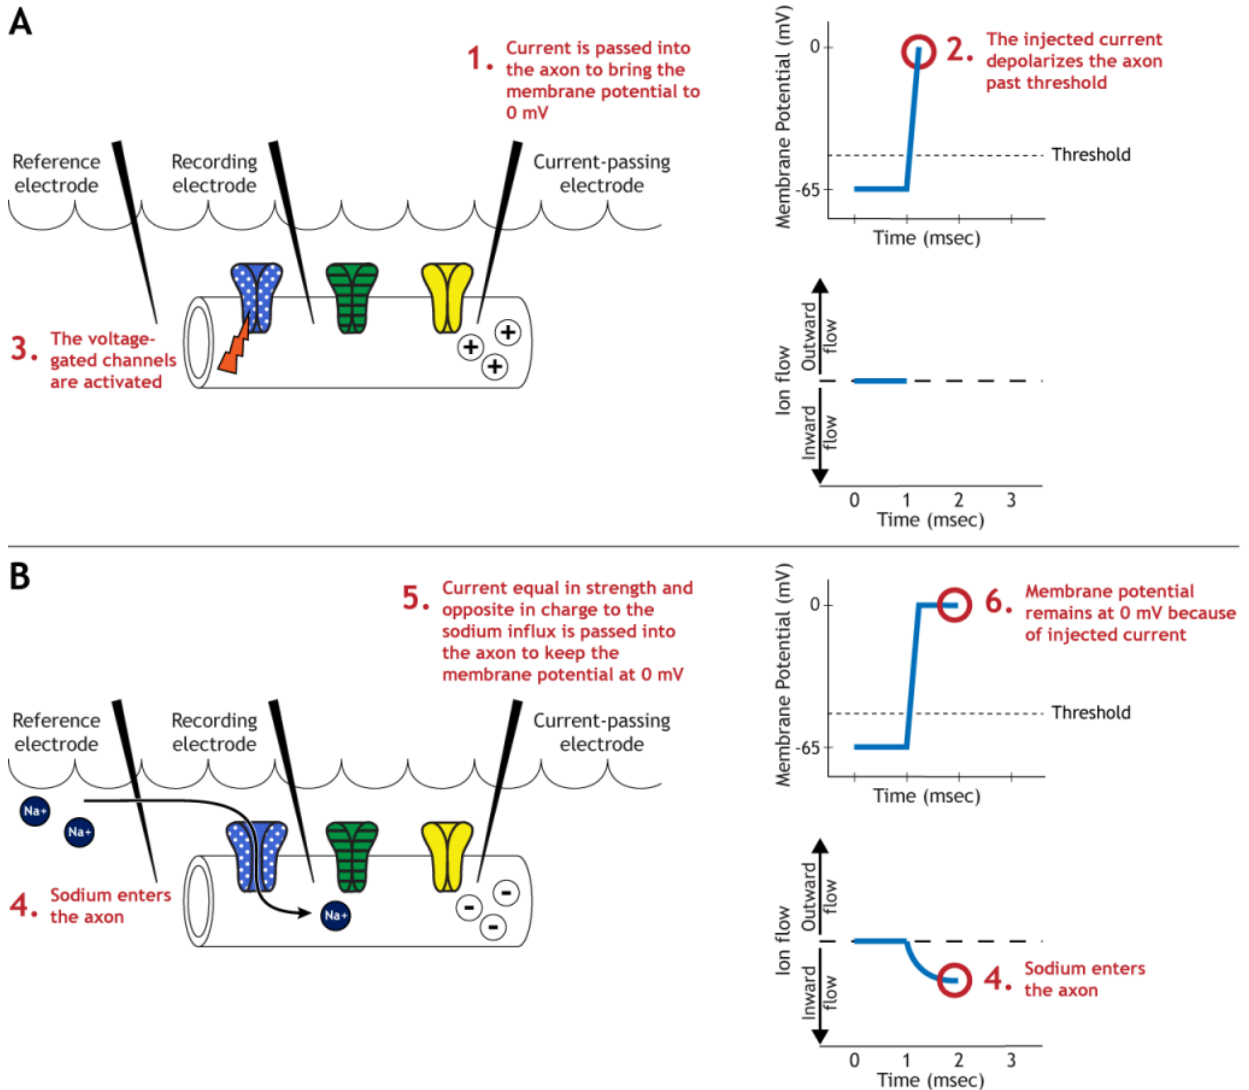 A
1. Current is passed into
the axon to bring the
membrane potential to
0 mV
Reference
electrode
Recording
electrode
Current-passing
electrode
3. The voltage-
gated channels
are activated
+
+
+
Membrane Potential (mV)
0
-65
2. The injected current
depolarizes the axon
past threshold
Threshold
Time (msec)
Ion flow
Outward
flow
Inward
flow
0 1 2 3
Time (msec)
B
5. Current equal in strength and
opposite in charge to the
sodium influx is passed into
the axon to keep the
membrane potential at 0 mV
Reference
electrode
Recording
electrode
Current-passing
electrode
Na+
Na+
4. Sodium enters
the axon
Na+
-
-
-
Membrane Potential (mV)
0
-65
6. Membrane potential
remains at 0 mV because
of injected current
Threshold
Time (msec)
Ion flow
Outward
flow
Inward
flow
4. Sodium enters
the axon
0 1 2 3
Time (msec)